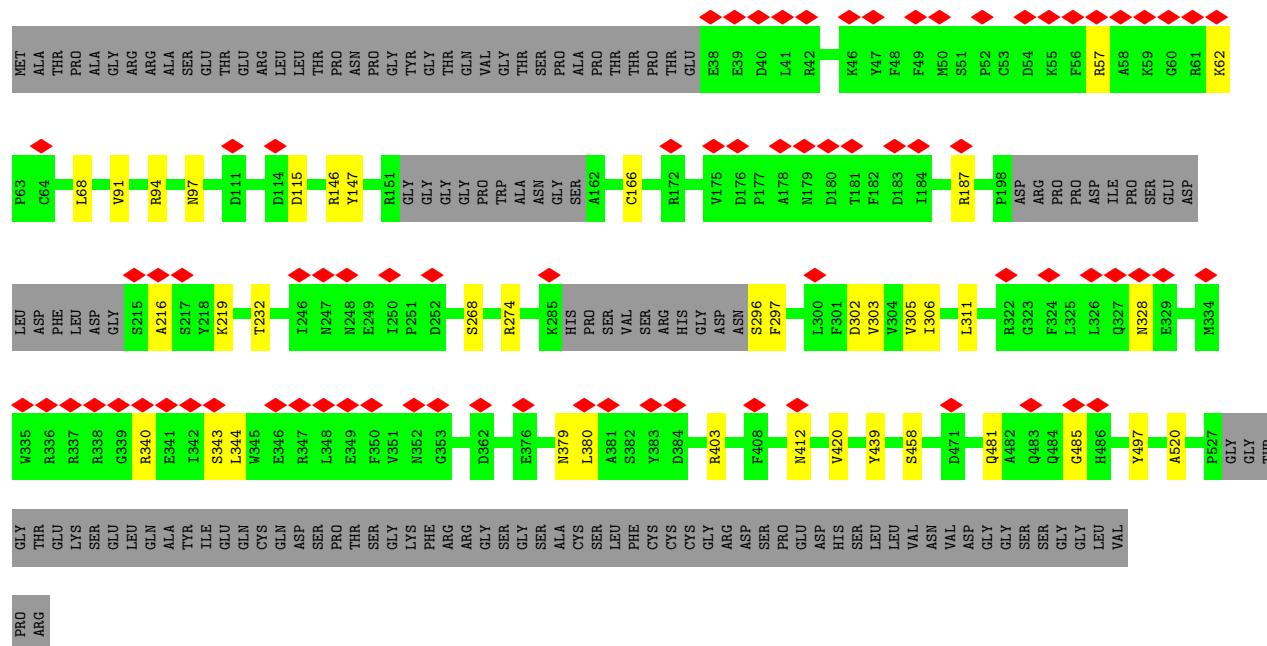 MET ALA THR PRO ALA GLY ARG ARG ALA SER GLU THR GLU ARG LEU LEU THR PRO ASN PRO GLY TYR GLY THR GLN VAL GLY THR SER PRO ALA PRO THR THR PRO THR GLU E38 E39 D40 L41 R42 K46 Y47 F48 F49 M50 S51 P52 C53 D54 K55 F56 R57 A58 K59 G60 R61 K62
P63 C64 L68 V91 R94 N97 D111 D114 D115 R146 Y147 R151 GLY GLY GLY GLY PRO TRP ALA ASN GLY SER A162 C166 R172 V175 D176 P177 A178 N179 D180 T181 F182 D183 I184 R187 P198 ASP ARG PRO PRO ASP ILE PRO SER GLU ASP
LEU ASP PHE LEU ASP GLY S215 A216 S217 Y218 K219 T232 I246 N247 N248 E249 I250 P251 D252 S268 R274 K285 HIS PRO SER VAL SER ARG HIS GLY ASP ASN S296 F297 L300 F301 D302 V303 V304 V305 I306 L311 R322 G323 F324 L325 L326 Q327 N328 E329 M334
W335 R336 R337 R338 G339 R340 E341 I342 S343 L344 W345 E346 R347 L348 E349 F350 V351 N352 G353 D362 E376 N379 L380 A381 S382 Y383 D384 R403 F408 N412 V420 Y439 S458 D471 Q481 A482 Q483 Q484 G485 H486 Y497 A520 P527 GLY GLY THR
GLY THR GLU LYS SER GLU LEU GLN ALA TYR ILE GLU GLN CYS GLN ASP SER PRO THR SER GLY LYS PHE ARG ARG GLY SER GLY SER ALA CYS SER LEU PHE CYS CYS CYS GLY ARG ASP SER PRO GLU ASP HIS SER LEU LEU VAL ASN VAL ASP GLY GLY SER SER GLY GLY LEU VAL
PRO ARG